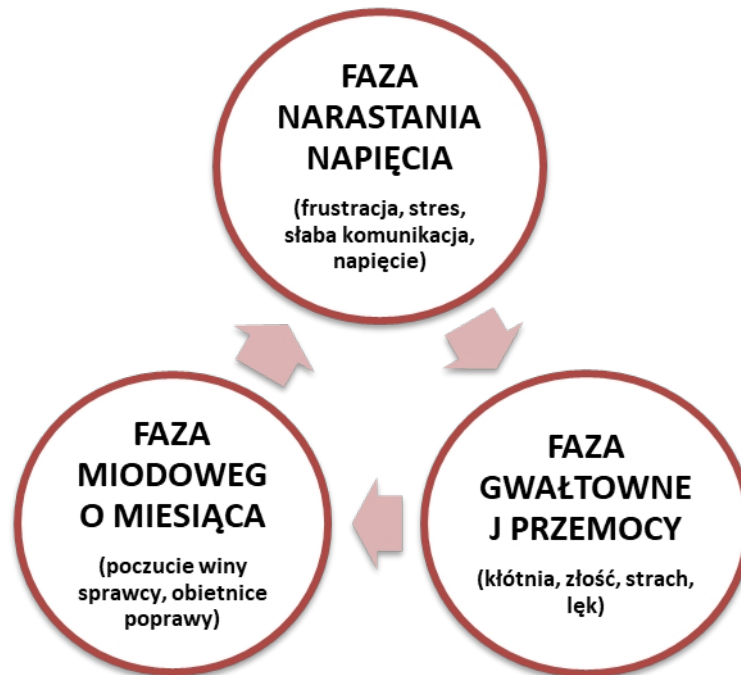 FAZA
NARASTANIA
NAPIĘCIA
(frustracja, stres,
słaba komunikacja,
napięcie)
FAZA
MIODOWEG
O MIESIĄCA
(poczucie winy
sprawcy, obietnice
poprawy)
FAZA
GWAŁTOWNE
J PRZEMOCY
(kłótnia, złość, strach,
lęk)